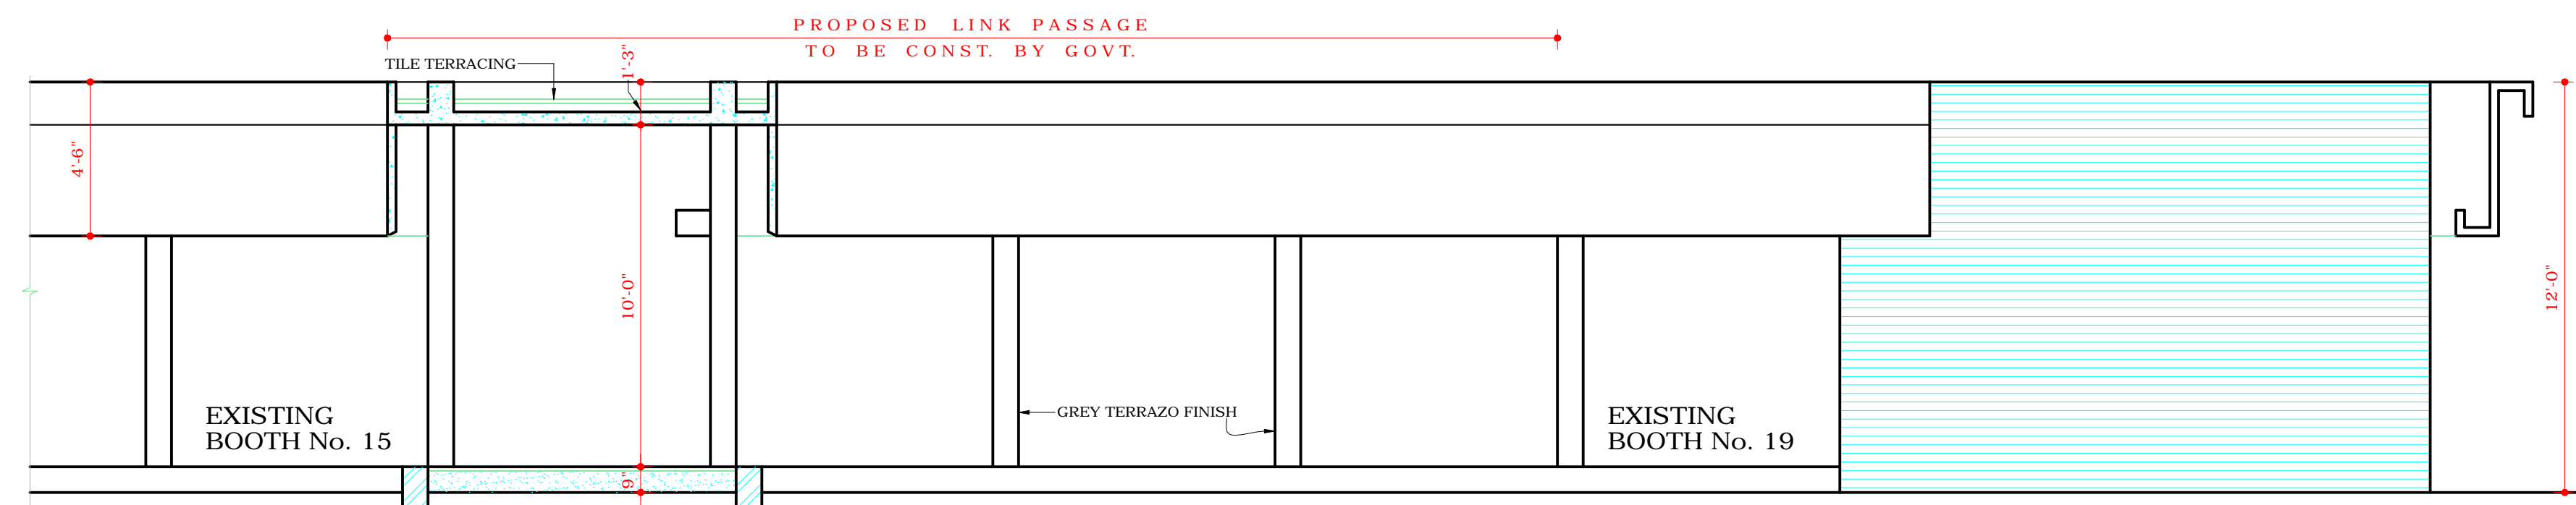 PROPOSED LINK PASSAGE
TO BE CONST. BY GOVT.
TILE TERRACING
1'-3"
4'-6"
10'-0"
12'-0"
EXISTING
BOOTH No. 15
GREY TERRAZO FINISH
EXISTING
BOOTH No. 19
9"